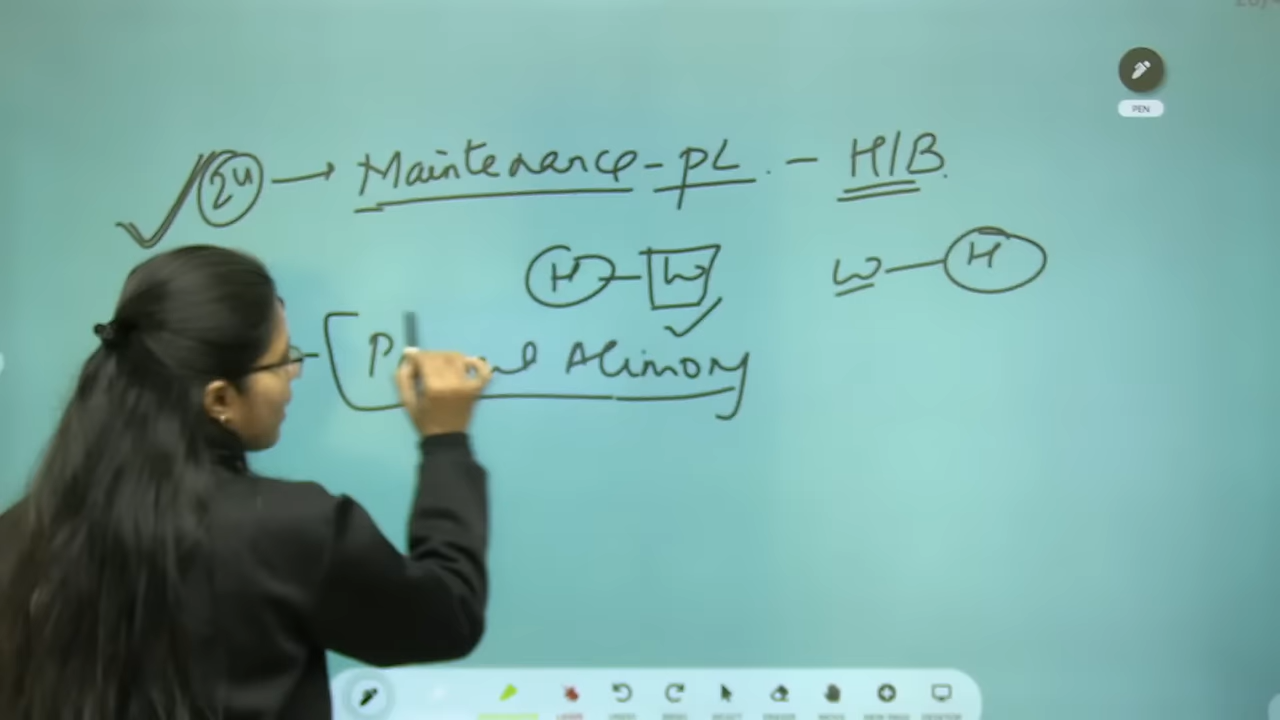 24 → Maintenance - PL. - H/B.
H - W W - H
P Alimony
PEN